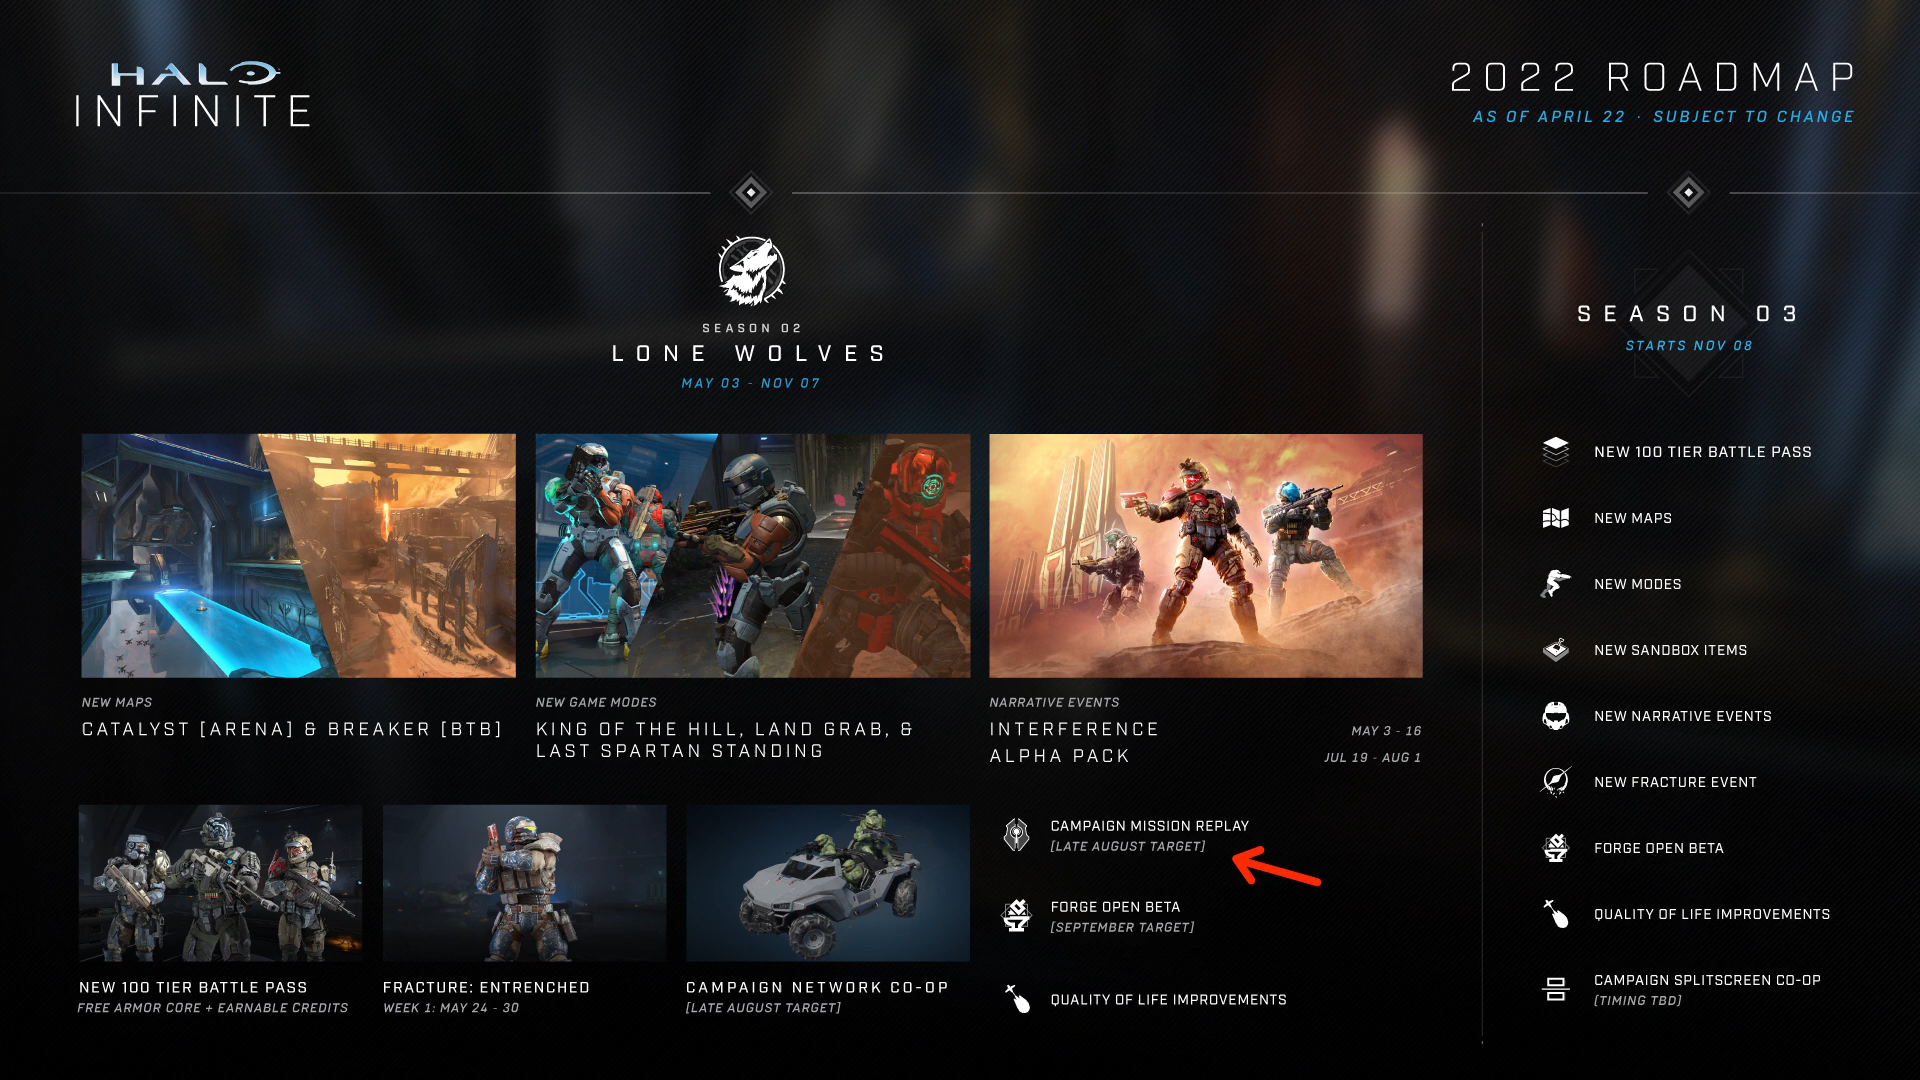 HALO
INFINITE
2022 ROADMAP
AS OF APRIL 22 · SUBJECT TO CHANGE
SEASON 02
LONE WOLVES
MAY 03 - NOV 07
NEW MAPS
CATALYST [ARENA] & BREAKER [BTB]
NEW GAME MODES
KING OF THE HILL, LAND GRAB, &
LAST SPARTAN STANDING
NARRATIVE EVENTS
INTERFERENCE MAY 3 - 16
ALPHA PACK JUL 19 - AUG 1
NEW 100 TIER BATTLE PASS
FREE ARMOR CORE + EARNABLE CREDITS
FRACTURE: ENTRENCHED
WEEK 1: MAY 24 - 30
CAMPAIGN NETWORK CO-OP
[LATE AUGUST TARGET]
CAMPAIGN MISSION REPLAY
[LATE AUGUST TARGET]
FORGE OPEN BETA
[SEPTEMBER TARGET]
QUALITY OF LIFE IMPROVEMENTS
SEASON 03
STARTS NOV 08
NEW 100 TIER BATTLE PASS
NEW MAPS
NEW MODES
NEW SANDBOX ITEMS
NEW NARRATIVE EVENTS
NEW FRACTURE EVENT
FORGE OPEN BETA
QUALITY OF LIFE IMPROVEMENTS
CAMPAIGN SPLITSCREEN CO-OP
[TIMING TBD]